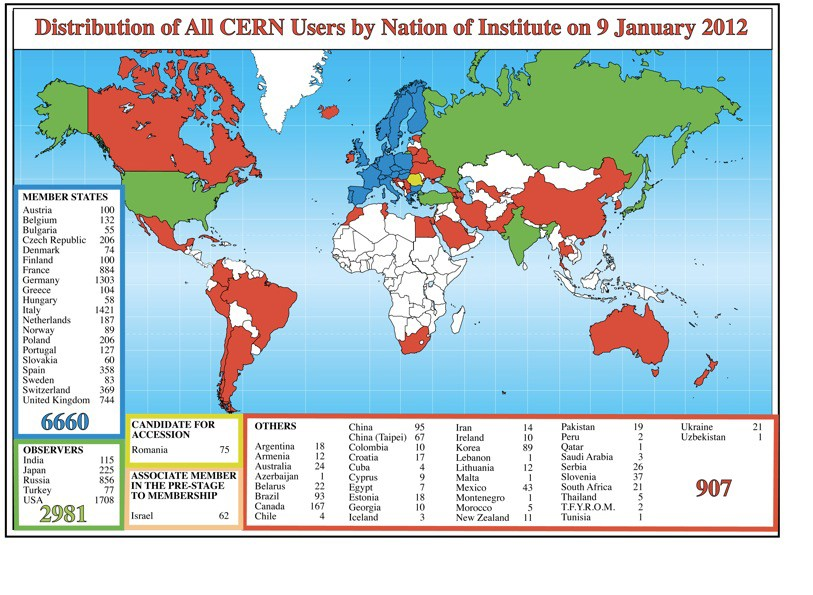 Distribution of All CERN Users by Nation of Institute on 9 January 2012
MEMBER STATES
Austria 100
Belgium 132
Bulgaria 55
Czech Republic 206
Denmark 74
Finland 100
France 884
Germany 1303
Greece 104
Hungary 58
Italy 1421
Netherlands 187
Norway 89
Poland 206
Portugal 127
Slovakia 60
Spain 358
Sweden 83
Switzerland 369
United Kingdom 744
6660
OBSERVERS
India 115
Japan 225
Russia 856
Turkey 77
USA 1708
2981
CANDIDATE FOR
ACCESSION
Romania 75
ASSOCIATE MEMBER
IN THE PRE-STAGE
TO MEMBERSHIP
Israel 62
OTHERS
Argentina 18
Armenia 12
Australia 24
Azerbaijan 1
Belarus 22
Brazil 93
Canada 167
Chile 4
China 95
China (Taipei) 67
Colombia 10
Croatia 17
Cuba 4
Cyprus 9
Egypt 7
Estonia 18
Georgia 10
Iceland 3
Iran 14
Ireland 10
Korea 89
Lebanon 1
Lithuania 12
Malta 1
Mexico 43
Montenegro 1
Morocco 5
New Zealand 11
Pakistan 19
Peru 2
Qatar 1
Saudi Arabia 3
Serbia 26
Slovenia 37
South Africa 21
Thailand 5
T.F.Y.R.O.M. 2
Tunisia 1
Ukraine 21
Uzbekistan 1
907